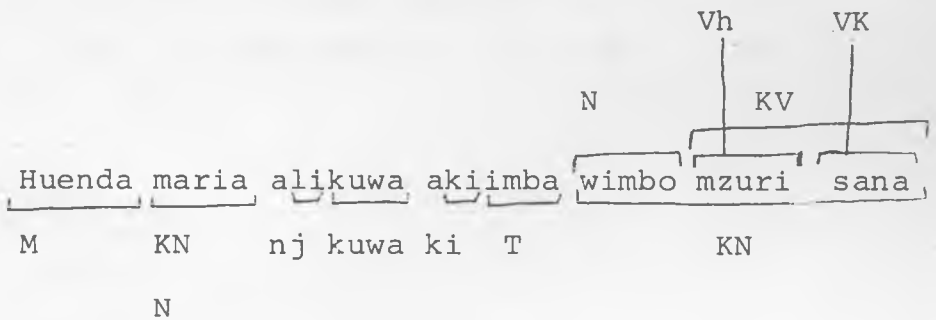 Vh VK
N KV
Huenda maria alikuwa akiimba wimbo mzuri sana
M KN nj kuwa ki T KN
N